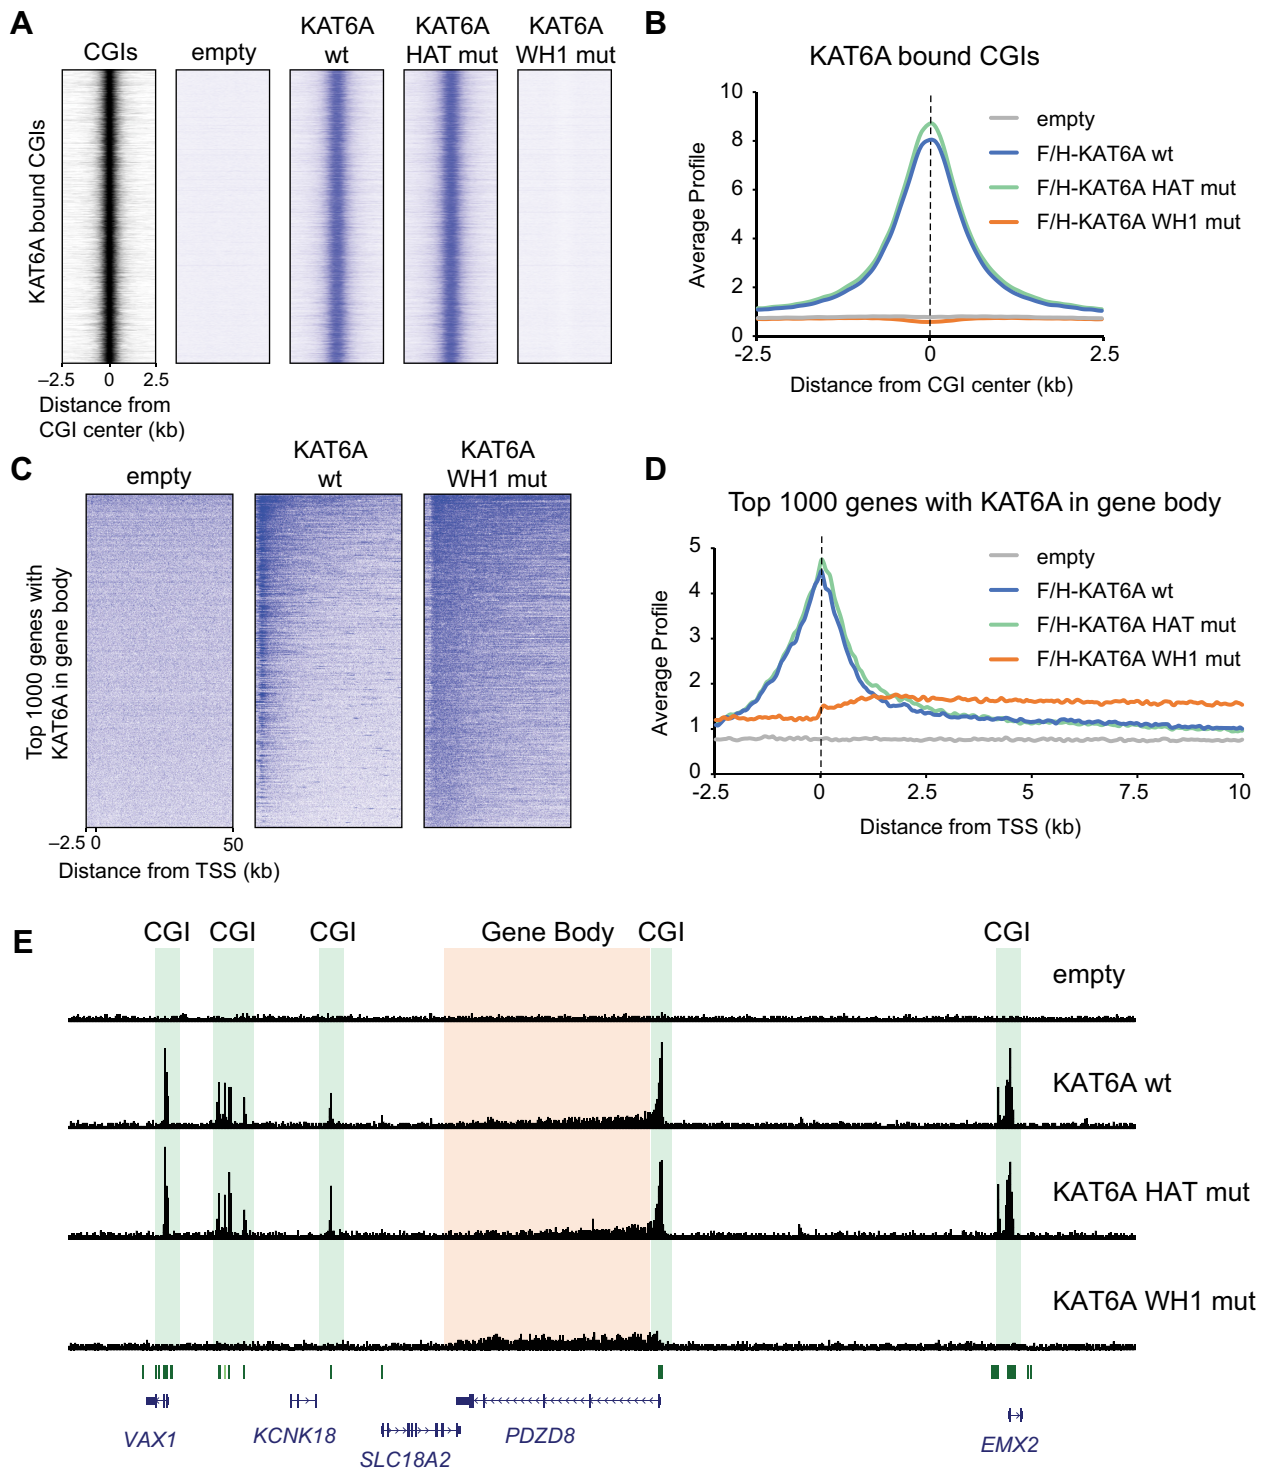 A
CGIs
empty
KAT6A
wt
KAT6A
HAT mut
KAT6A
WH1 mut
KAT6A bound CGIs
–2.5 0 2.5
Distance from
CGI center (kb)
B
KAT6A bound CGIs
Average Profile
10
8
6
4
2
0
-2.5 0 2.5
Distance from CGI center (kb)
empty
F/H-KAT6A wt
F/H-KAT6A HAT mut
F/H-KAT6A WH1 mut
C
empty
KAT6A
wt
KAT6A
WH1 mut
Top 1000 genes with
KAT6A in gene body
–2.5 0 50
Distance from TSS (kb)
D
Top 1000 genes with KAT6A in gene body
Average Profile
5
4
3
2
1
0
-2.5 0 2.5 5 7.5 10
Distance from TSS (kb)
empty
F/H-KAT6A wt
F/H-KAT6A HAT mut
F/H-KAT6A WH1 mut
E
CGI CGI CGI Gene Body CGI CGI
empty
KAT6A wt
KAT6A HAT mut
KAT6A WH1 mut
VAX1 KCNK18 SLC18A2 PDZD8 EMX2